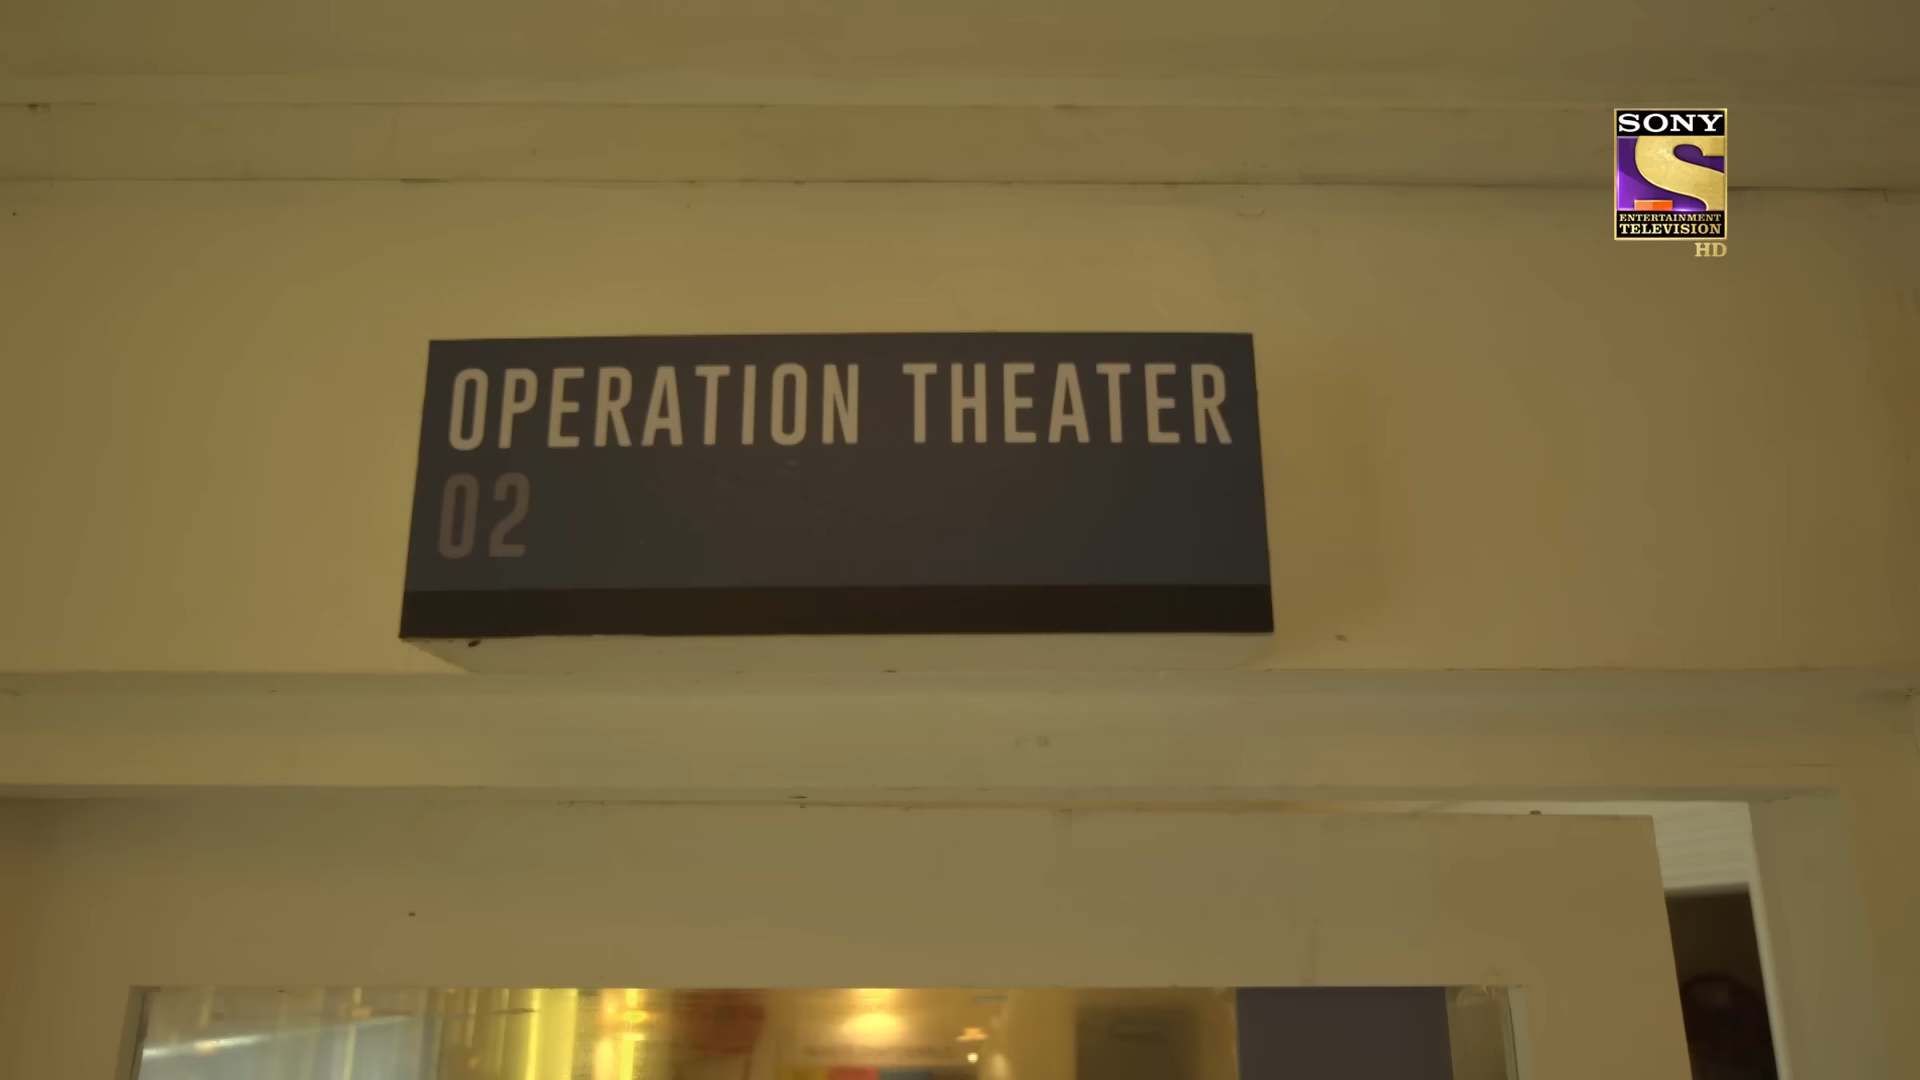 SONY
ENTERTAINMENT
TELEVISION
HD
OPERATION THEATER
02